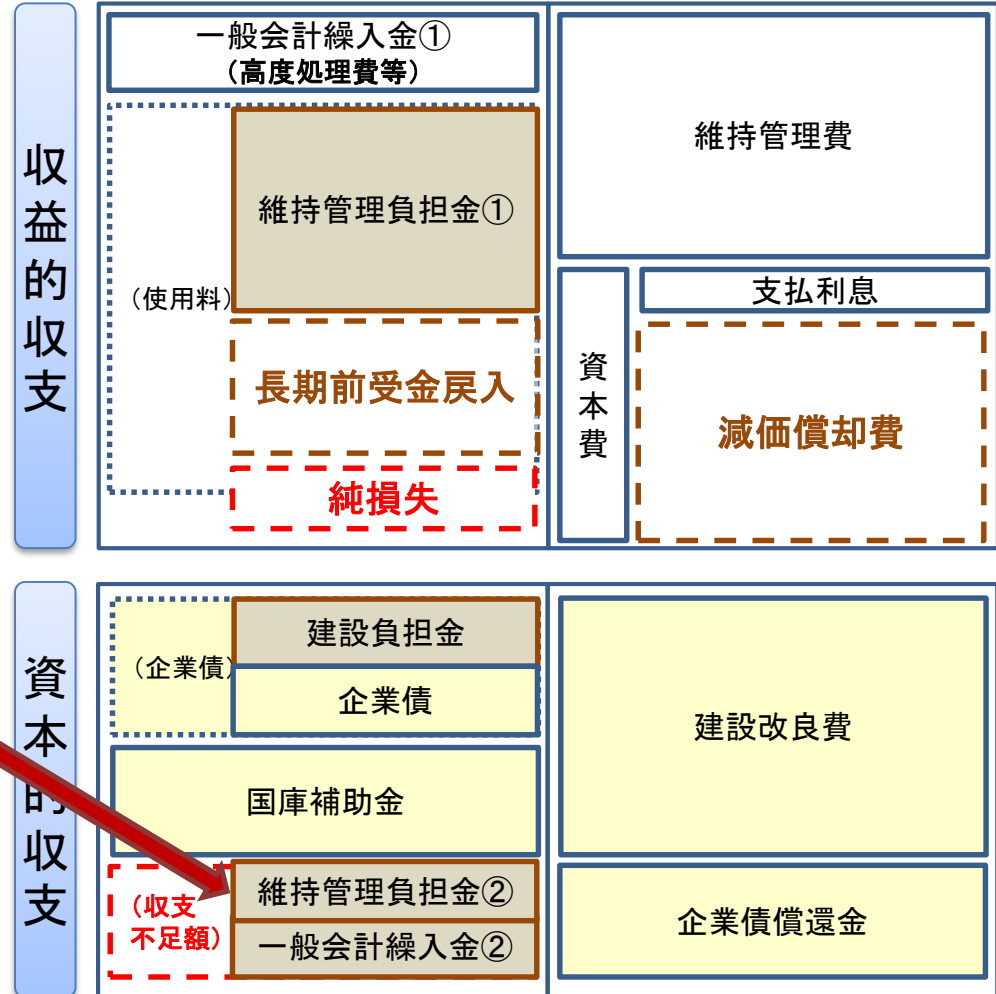 収益的収支
一般会計繰入金①
（高度処理費等）
維持管理負担金①
（使用料）
長期前受金戻入
純損失
維持管理費
資本費
支払利息
減価償却費
資本的収支
建設負担金
（企業債）
企業債
国庫補助金
（収支
不足額）
維持管理負担金②
一般会計繰入金②
建設改良費
企業債償還金